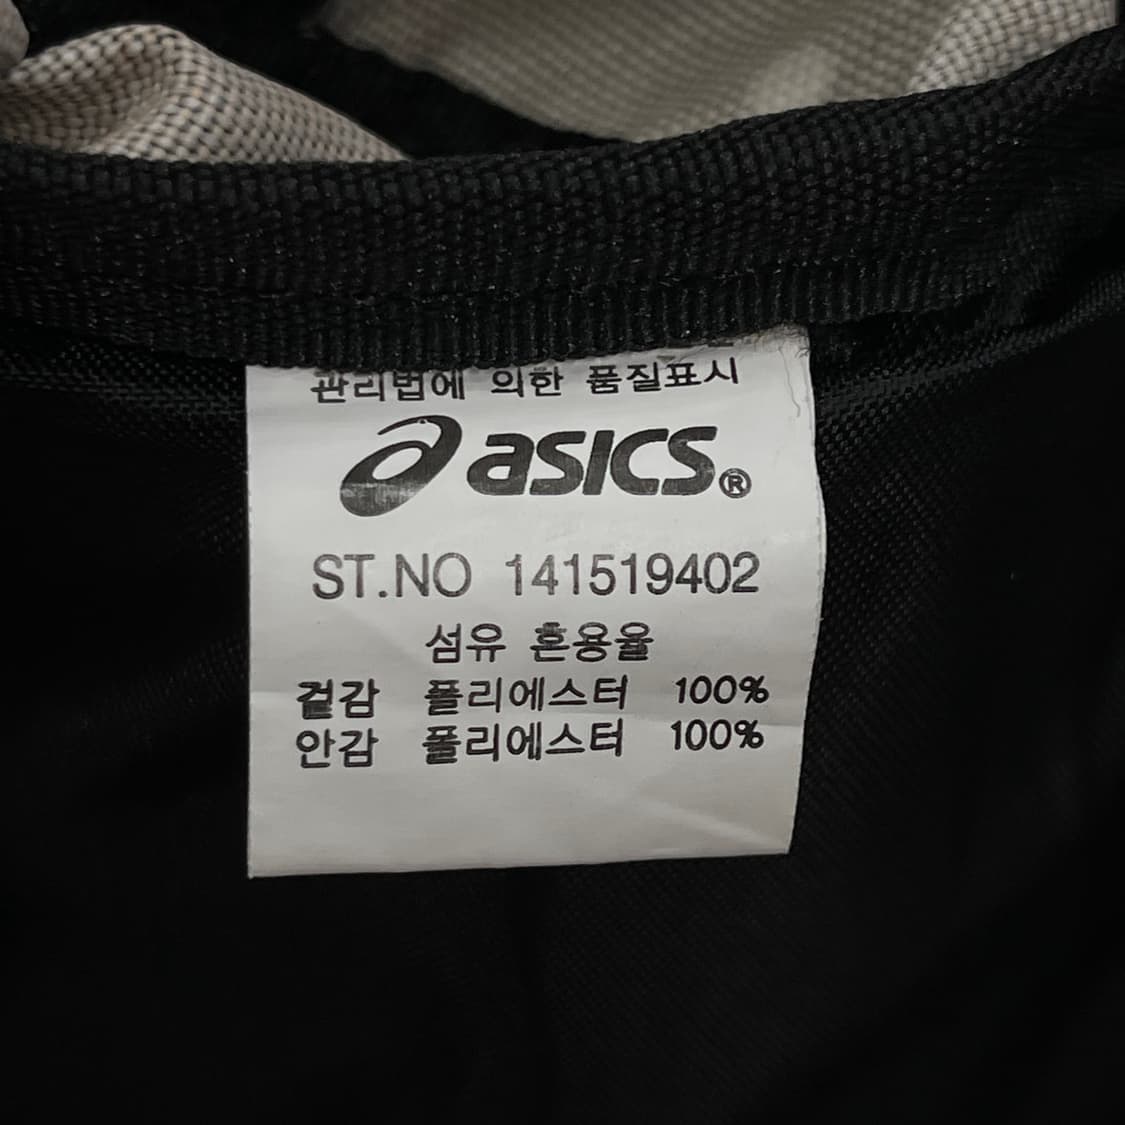 관리법에 의한 품질표시
asics®
ST.NO 141519402
섬유 혼용율
겉감 폴리에스터 100%
안감 폴리에스터 100%